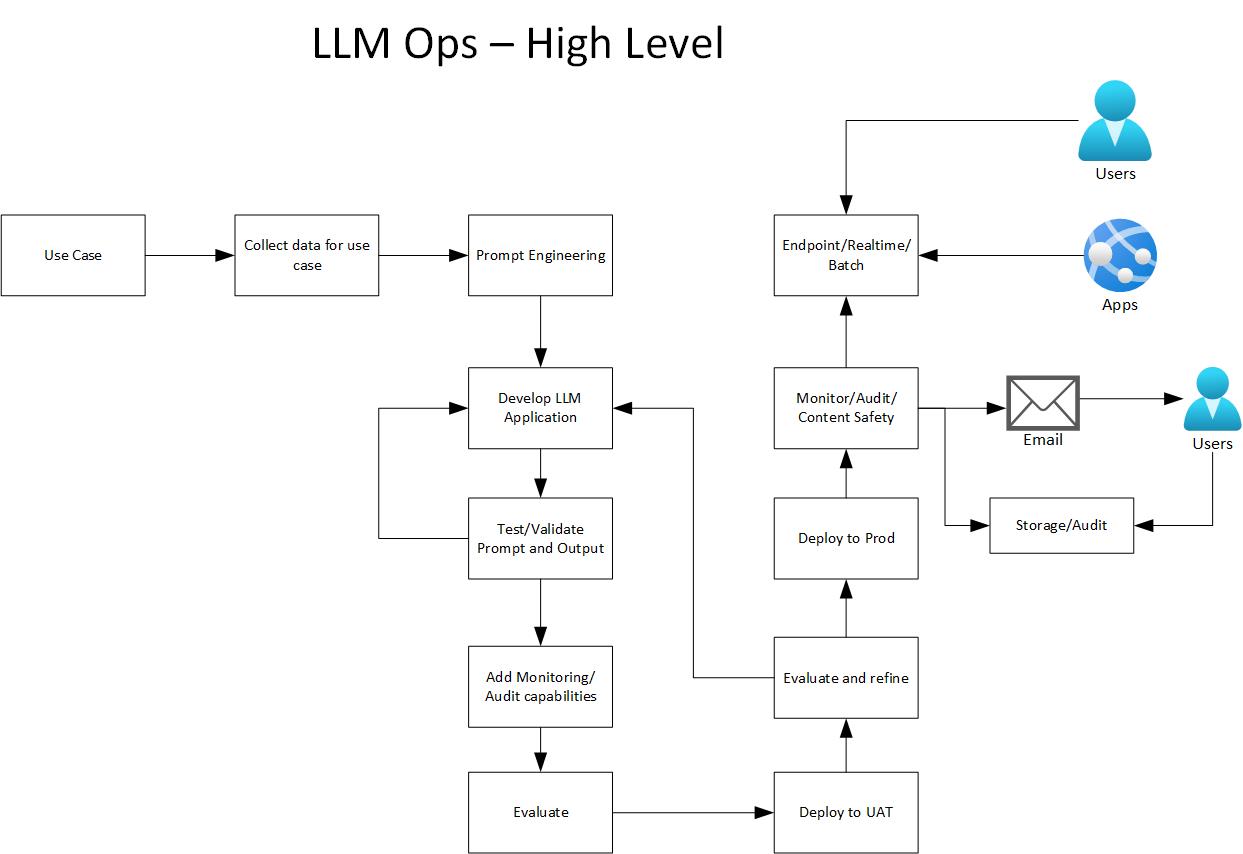 LLM Ops – High Level
Users
Use Case
Collect data for use
case
Prompt Engineering
Endpoint/Realtime/
Batch
Apps
Develop LLM
Application
Monitor/Audit/
Content Safety
Email
Users
Test/Validate
Prompt and Output
Deploy to Prod
Storage/Audit
Add Monitoring/
Audit capabilities
Evaluate and refine
Evaluate
Deploy to UAT